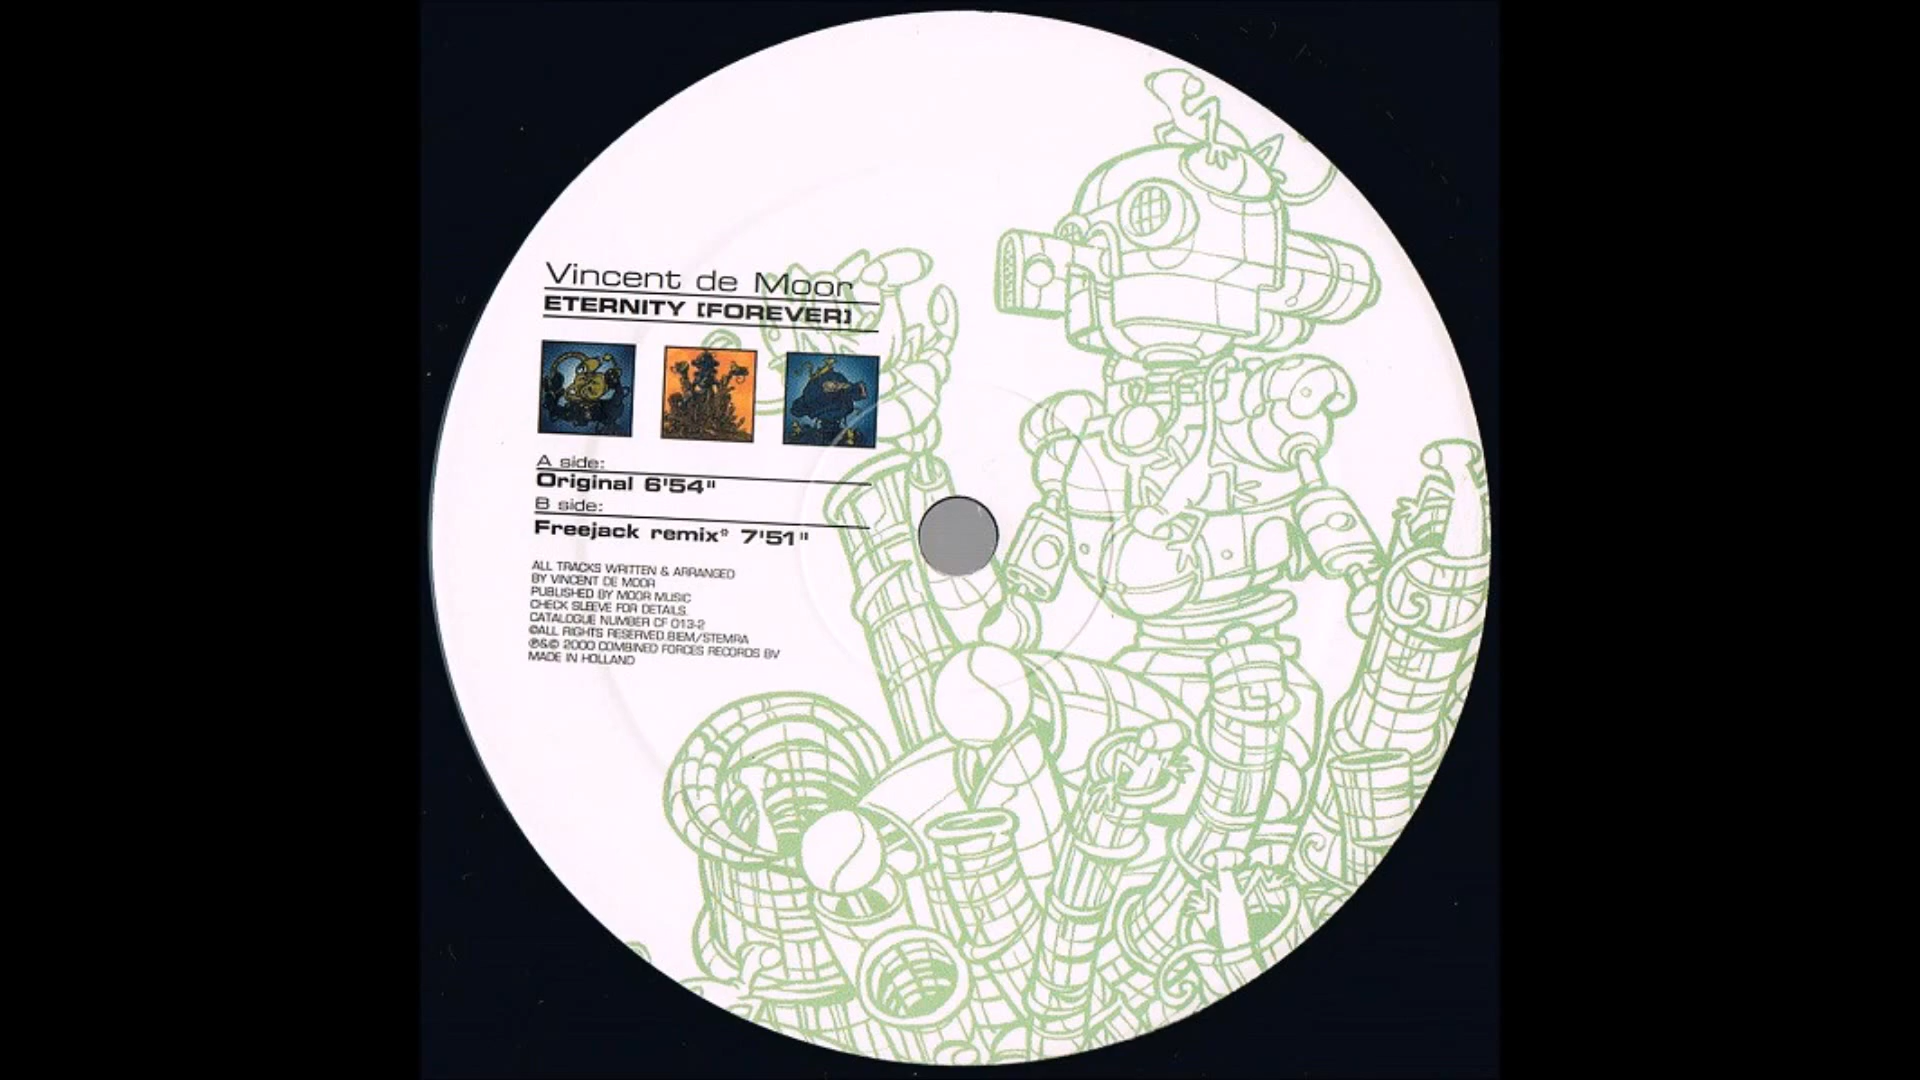 Vincent de Moor
ETERNITY [FOREVER]
A side:
Original 6'54"
B side:
Freejack remix* 7'51"
ALL TRACKS WRITTEN & ARRANGED
BY VINCENT DE MOOR
PUBLISHED BY MOOR MUSIC
CHECK SLEEVE FOR DETAILS.
CATALOGUE NUMBER CF 013-2
©ALL RIGHTS RESERVED.BIEM/STEMRA
℗&© 2000 COMBINED FORCES RECORDS BV
MADE IN HOLLAND